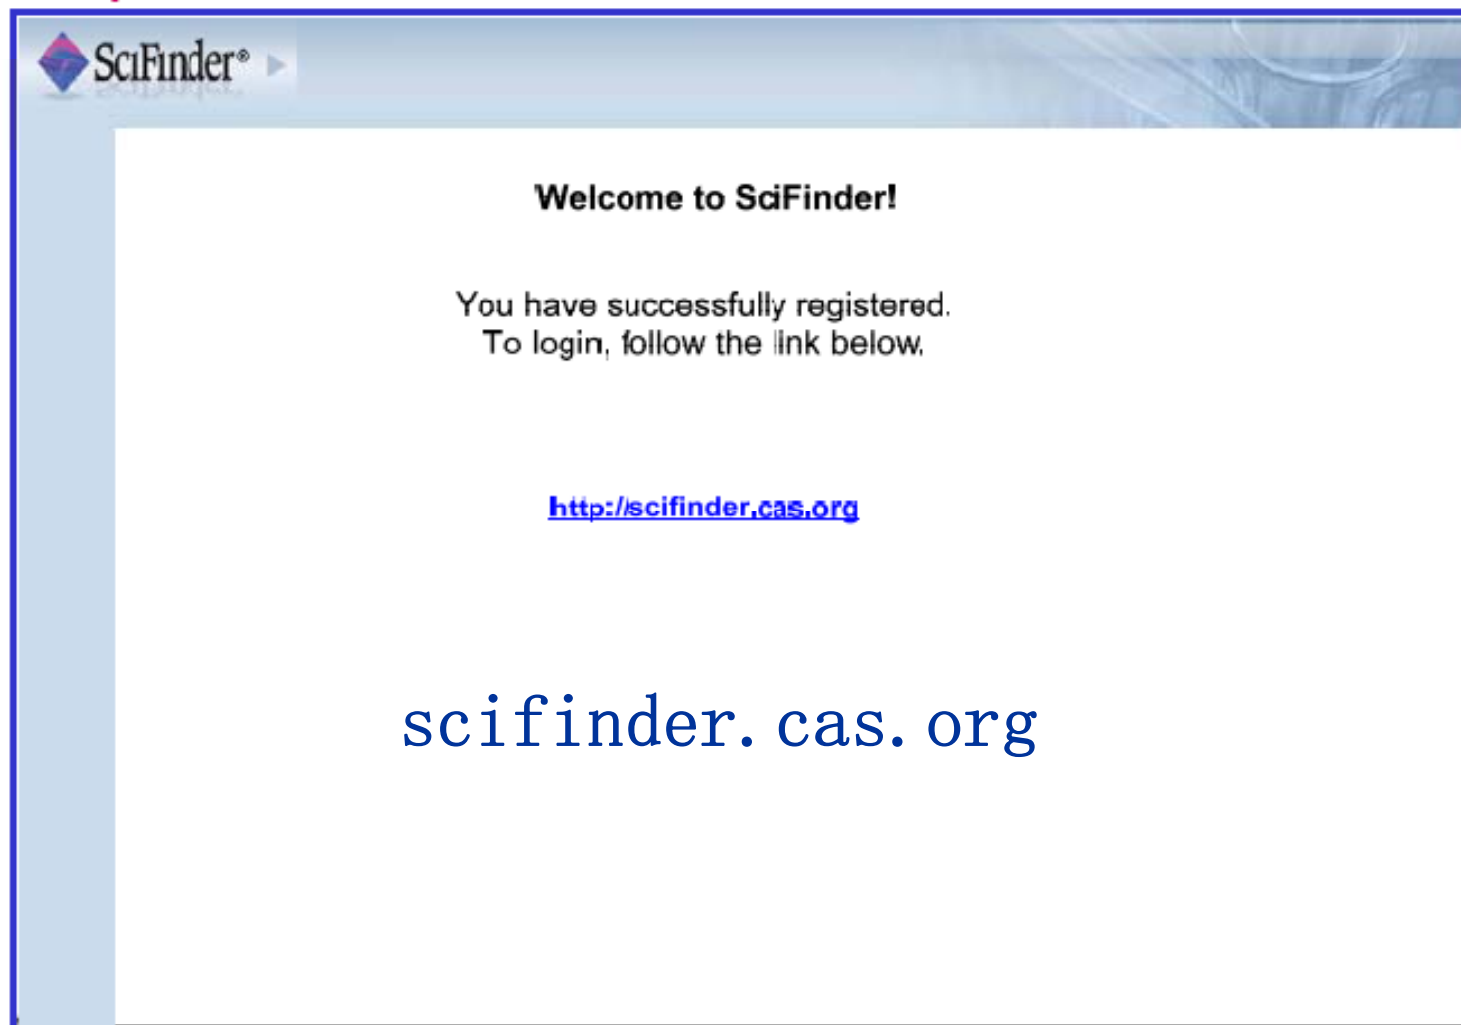 SciFinder®
Welcome to SciFinder!
You have successfully registered.
To login, follow the link below.
http://scifinder.cas.org
scifinder.cas.org